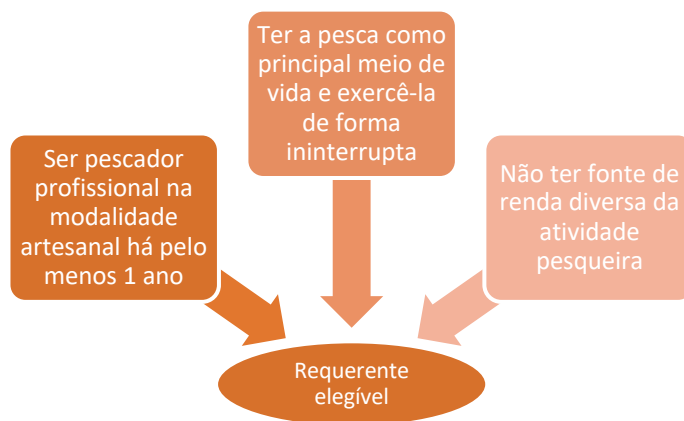 Ter a pesca como
principal meio de
vida e exercê-la
de forma
ininterrupta
Ser pescador
profissional na
modalidade
artesanal há pelo
menos 1 ano
Não ter fonte de
renda diversa da
atividade
pesqueira
Requerente
elegível